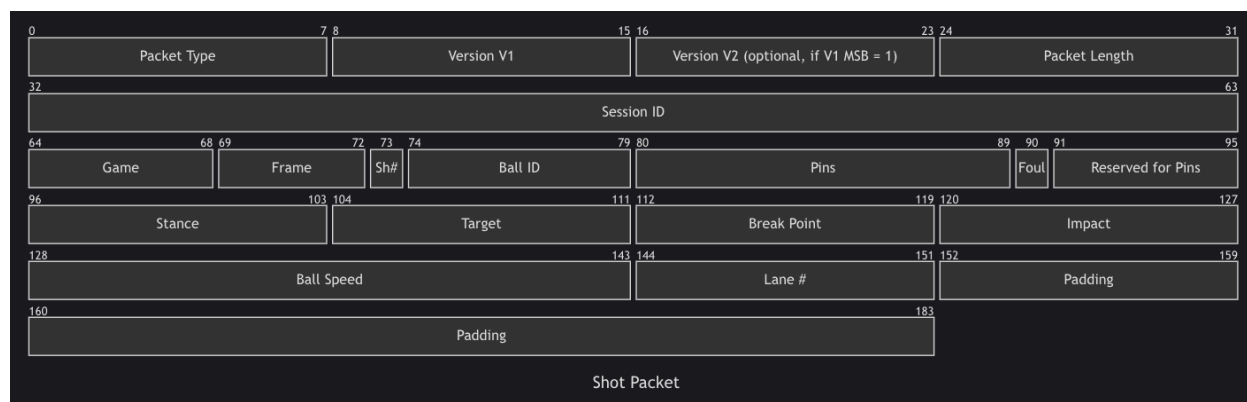 0 7 8 15 16 23 24 31
Packet Type Version V1 Version V2 (optional, if V1 MSB = 1) Packet Length
32 63
Session ID
64 68 69 72 73 74 79 80 89 90 91 95
Game Frame Sh# Ball ID Pins Foul Reserved for Pins
96 103 104 111 112 119 120 127
Stance Target Break Point Impact
128 143 144 151 152 159
Ball Speed Lane # Padding
160 183
Padding
Shot Packet